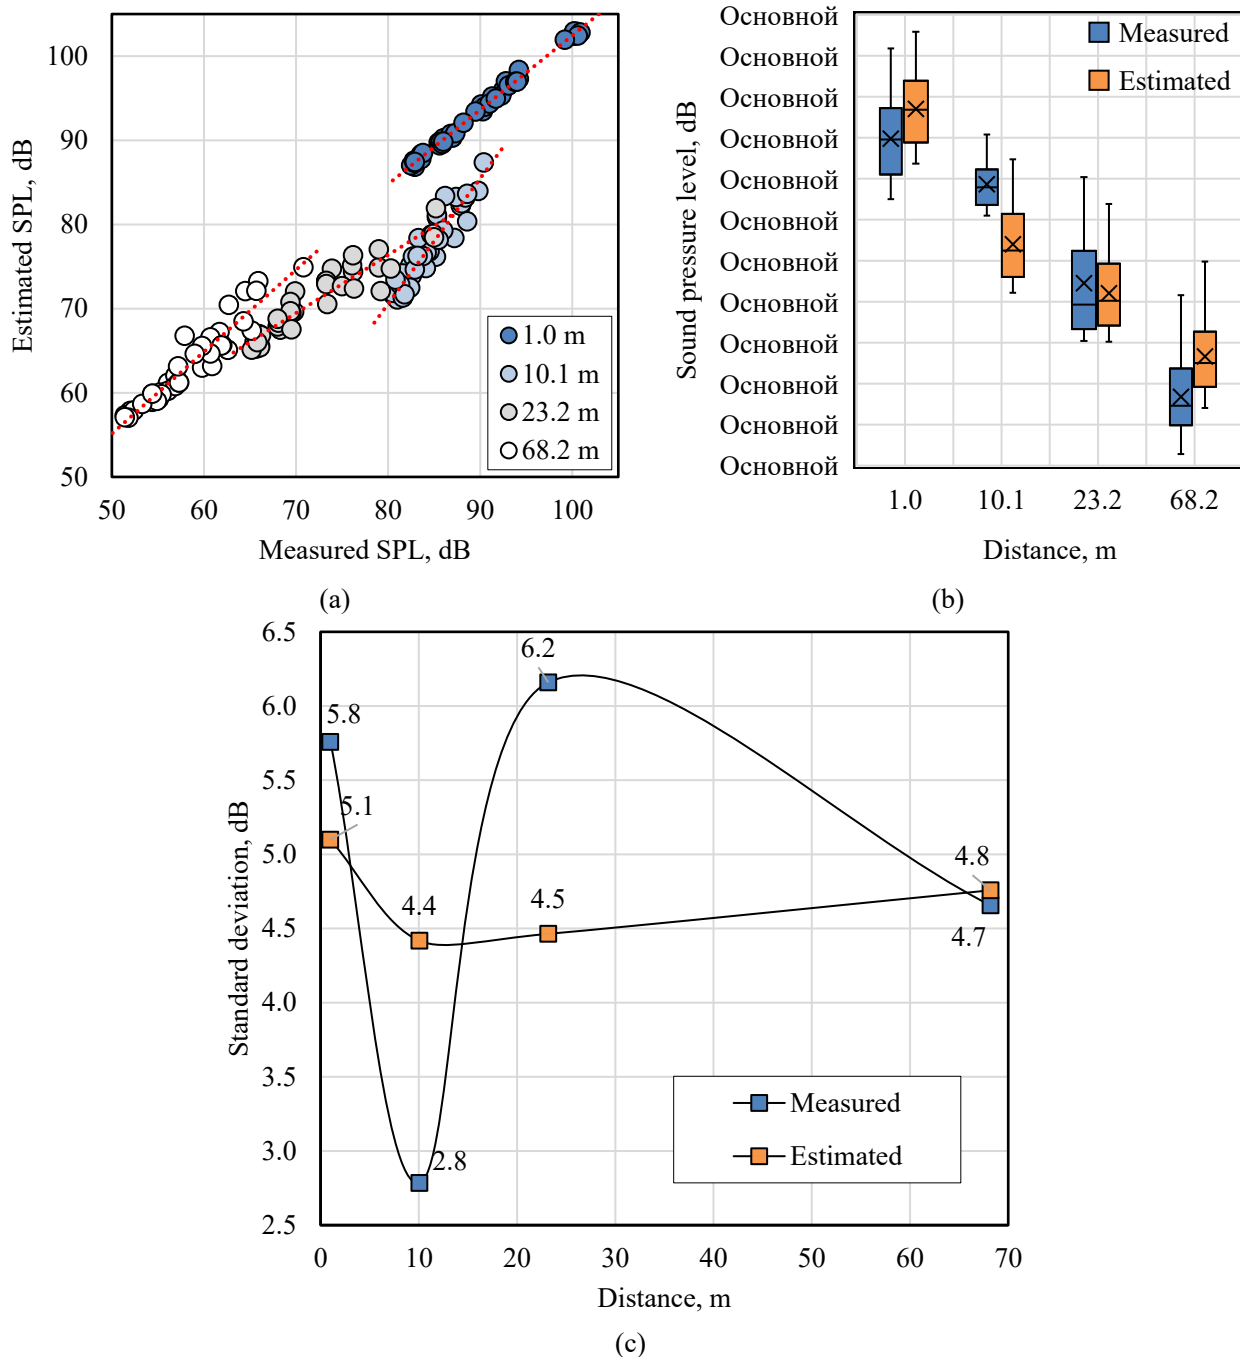 100
90
80
70
60
50
Estimated SPL, dB
1.0 m
10.1 m
23.2 m
68.2 m
50 60 70 80 90 100
Measured SPL, dB
(a)
Основной
Основной
Основной
Основной
Основной
Основной
Основной
Основной
Основной
Основной
Основной
Основной
Sound pressure level, dB
Measured
Estimated
1.0 10.1 23.2 68.2
Distance, m
(b)
6.5
6.0
5.5
5.0
4.5
4.0
3.5
3.0
2.5
Standard deviation, dB
5.8
5.1
4.4
2.8
6.2
4.5
4.8
4.7
Measured
Estimated
0 10 20 30 40 50 60 70
Distance, m
(c)